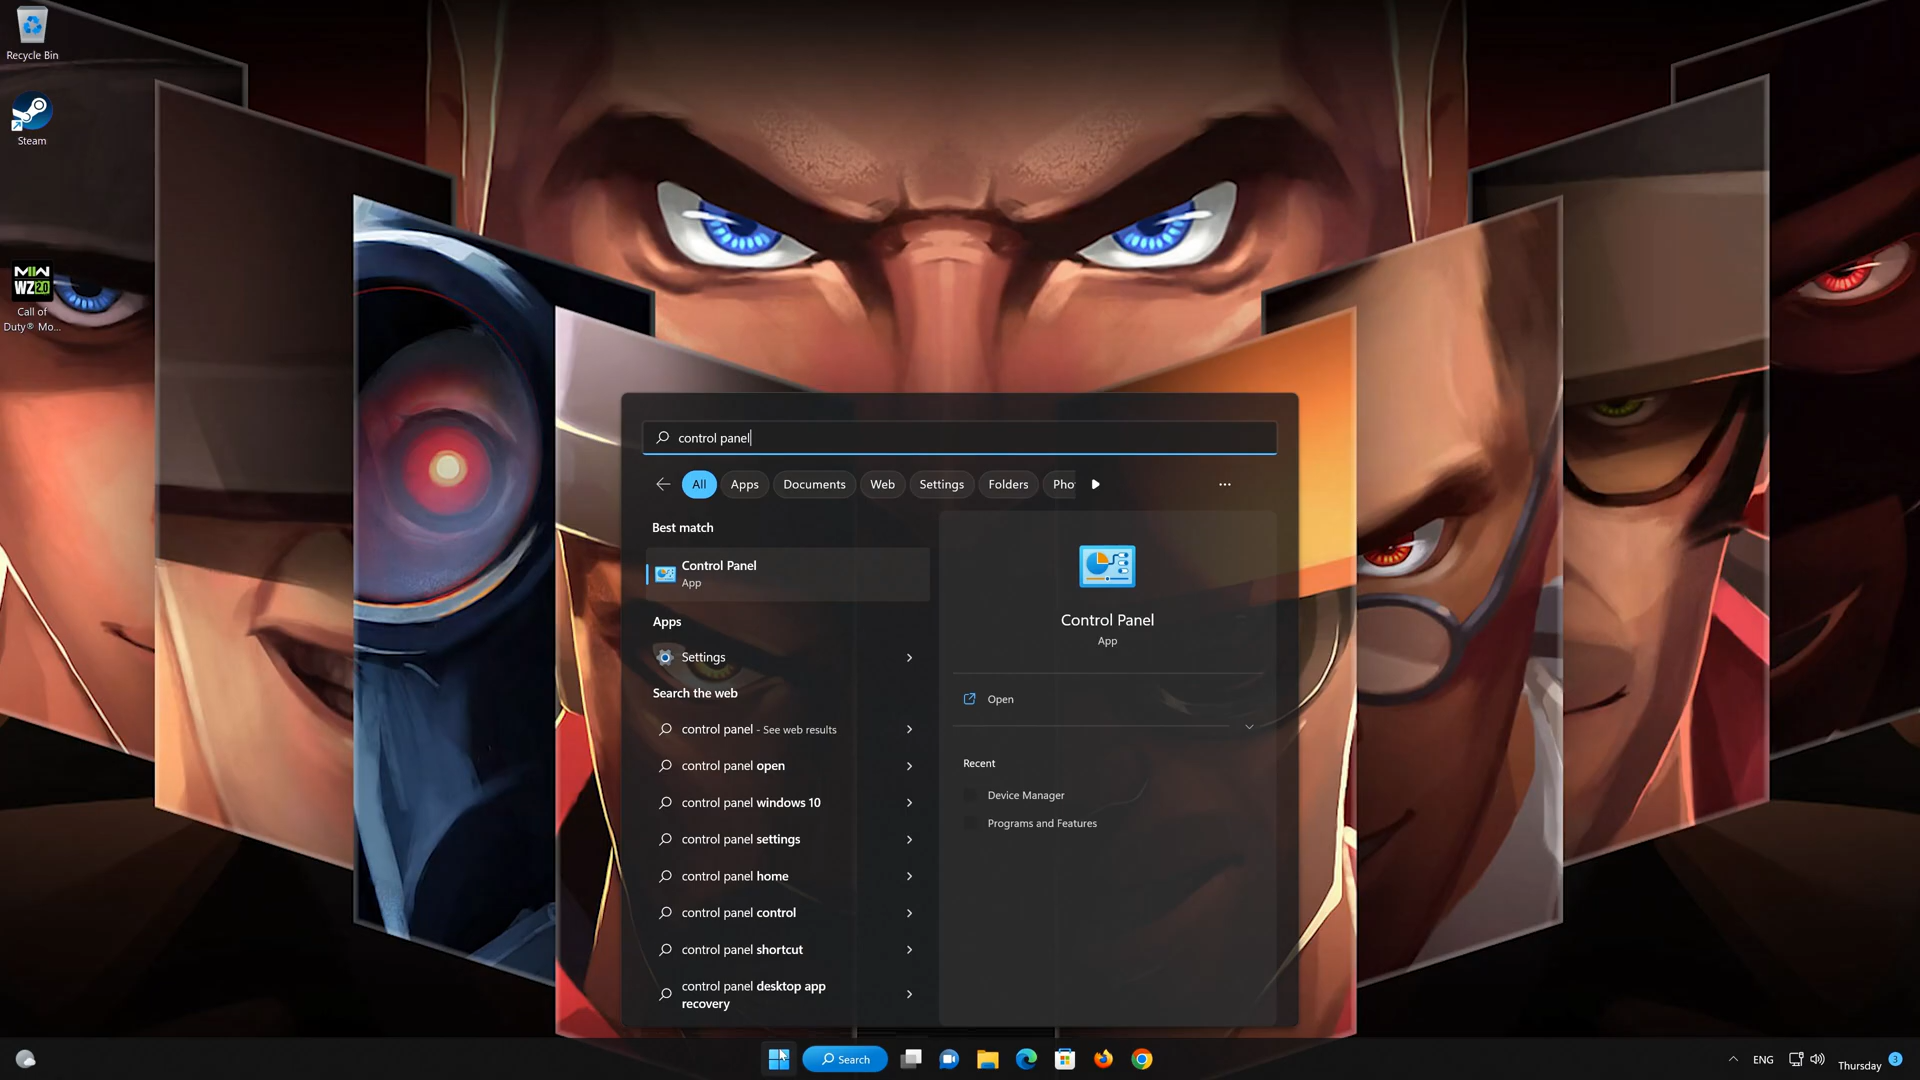 Recycle Bin
Steam
MW
WZ 2.0
Call of
Duty® Mo...
control panel
All
Apps
Documents
Web
Settings
Folders
Pho
Best match
Control Panel
App
Apps
Settings
Search the web
control panel - See web results
control panel open
control panel windows 10
control panel settings
control panel home
control panel control
control panel shortcut
control panel desktop app
recovery
Control Panel
App
Open
Recent
Device Manager
Programs and Features
Search
ENG
Thursday
3